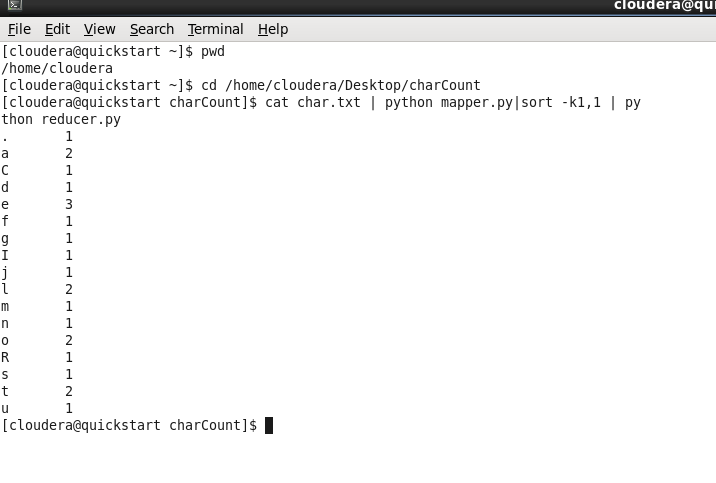 cloudera@qui
File Edit View Search Terminal Help
[cloudera@quickstart ~]$ pwd
/home/cloudera
[cloudera@quickstart ~]$ cd /home/cloudera/Desktop/charCount
[cloudera@quickstart charCount]$ cat char.txt | python mapper.py|sort -k1,1 | py
thon reducer.py
. 1
a 2
C 1
d 1
e 3
f 1
g 1
I 1
j 1
l 2
m 1
n 1
o 2
R 1
s 1
t 2
u 1
[cloudera@quickstart charCount]$